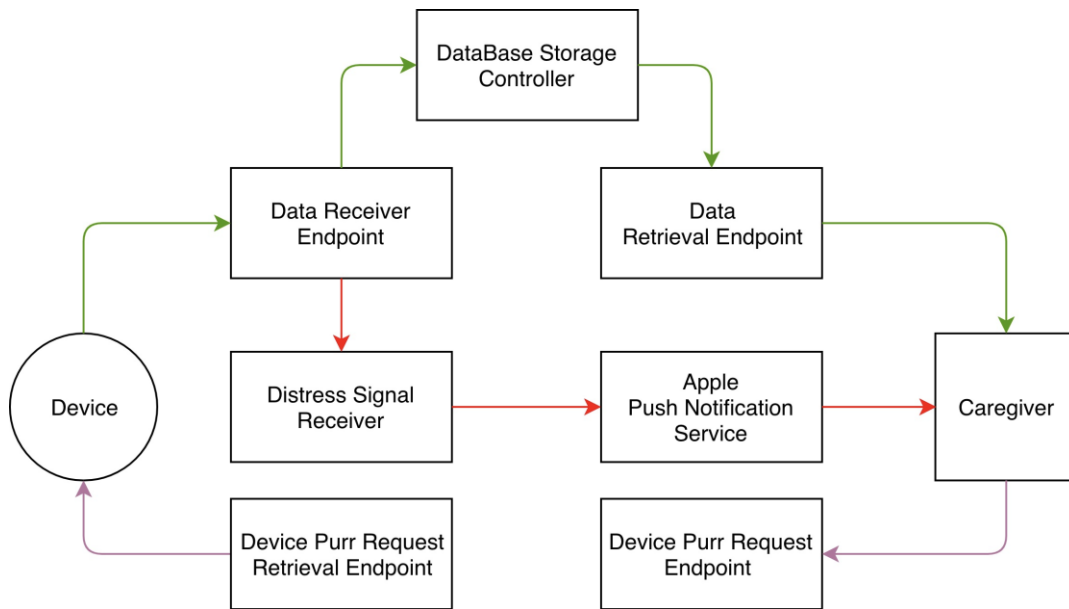 DataBase Storage
Controller
Data Receiver
Endpoint
Data
Retrieval Endpoint
Device
Distress Signal
Receiver
Apple
Push Notification
Service
Caregiver
Device Purr Request
Retrieval Endpoint
Device Purr Request
Endpoint